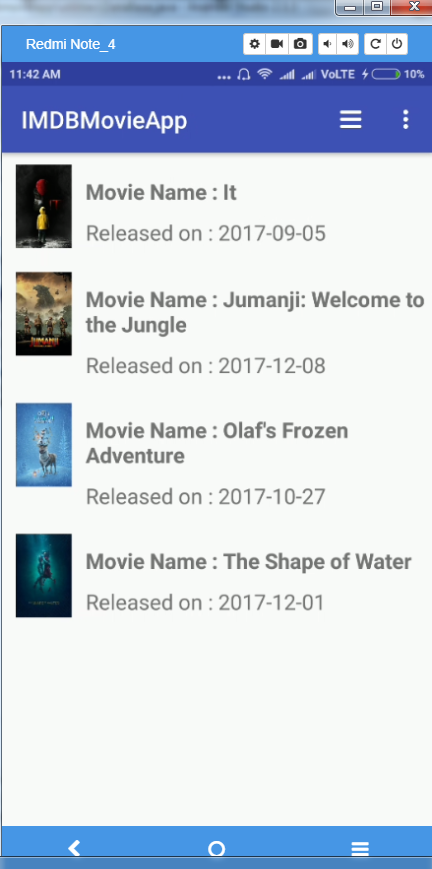 Redmi Note_4
11:42 AM
VoLTE
10%
IMDBMovieApp
Movie Name : It
Released on : 2017-09-05
Movie Name : Jumanji: Welcome to
the Jungle
Released on : 2017-12-08
Movie Name : Olaf's Frozen
Adventure
Released on : 2017-10-27
Movie Name : The Shape of Water
Released on : 2017-12-01